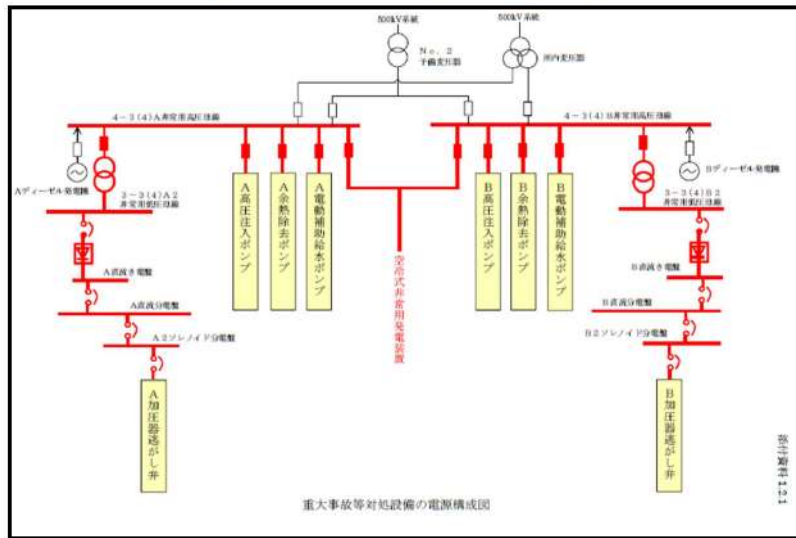 500kV系統
500kV系統
No．2
予備変圧器
所内変圧器
4－3(4)A非常用高圧母線
4－3(4)B非常用高圧母線
Aディーゼル発電機
Bディーゼル発電機
3－3(4)A2
非常用低圧母線
3－3(4)B2
非常用低圧母線
A高圧注入ポンプ
A余熱除去ポンプ
A電動補助給水ポンプ
空冷式非常用発電装置
B高圧注入ポンプ
B余熱除去ポンプ
B電動補助給水ポンプ
A直流き電盤
B直流き電盤
A直流分電盤
B直流分電盤
A2ソレノイド分電盤
B2ソレノイド分電盤
A加圧器逃がし弁
B加圧器逃がし弁
添付資料 1.2.1
重大事故等対処設備の電源構成図